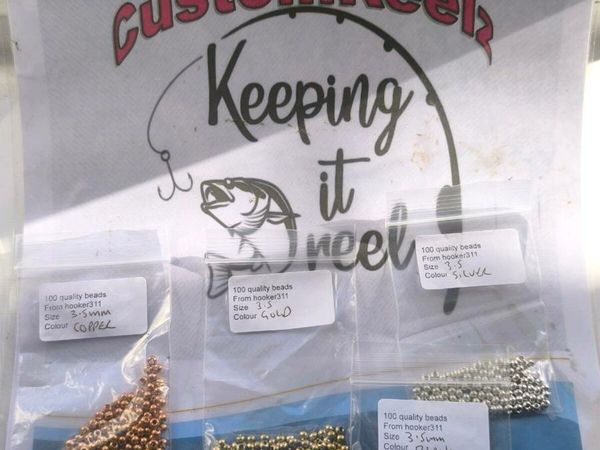 CustomReelz
Keeping
it
reel
100 quality beads
From hooker311
Size 3.5
Colour SILVER
100 quality beads
From hooker311
Size 3.5mm
Colour COPPER
100 quality beads
From hooker311
Size 3.5
Colour GOLD
100 quality beads
From hooker311
Size 3.5mm
Colour